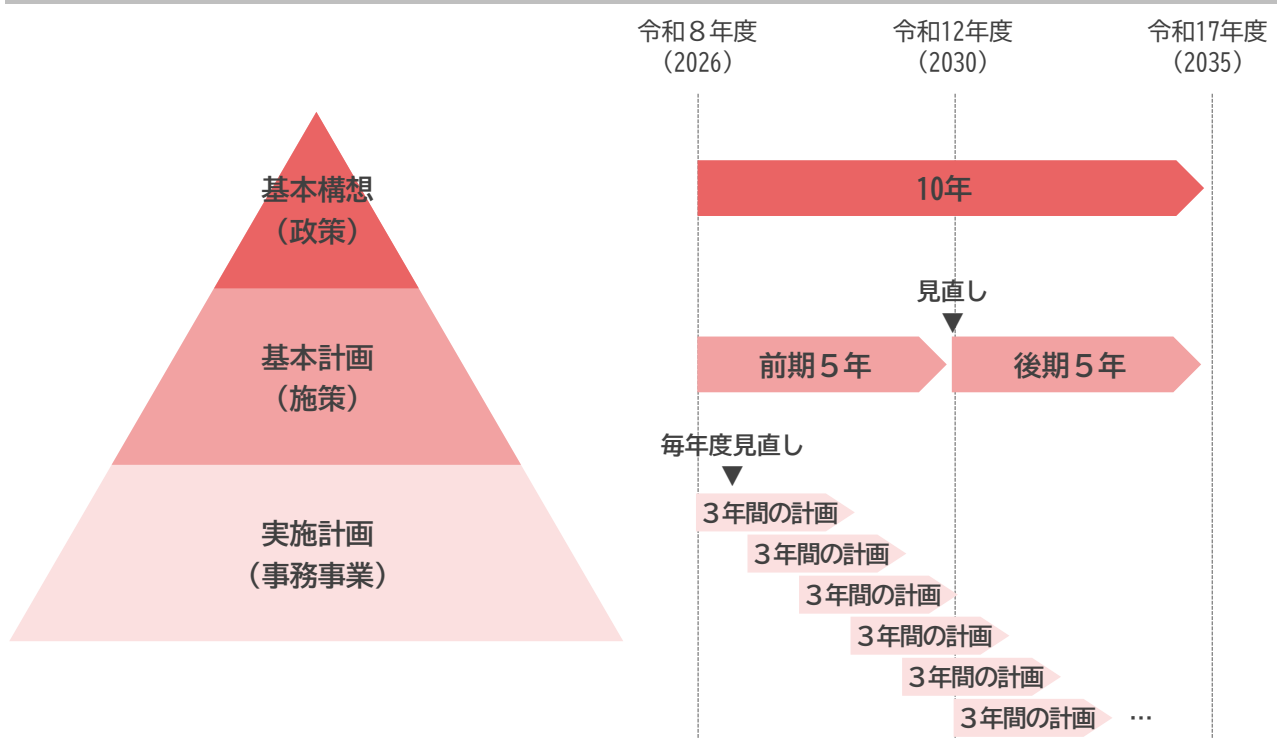 令和８年度
（2026）
令和12年度
（2030）
令和17年度
（2035）
基本構想
（政策）
10年
見直し
基本計画
（施策）
前期５年
後期５年
毎年度見直し
実施計画
（事務事業）
３年間の計画
３年間の計画
３年間の計画
３年間の計画
３年間の計画
３年間の計画
…